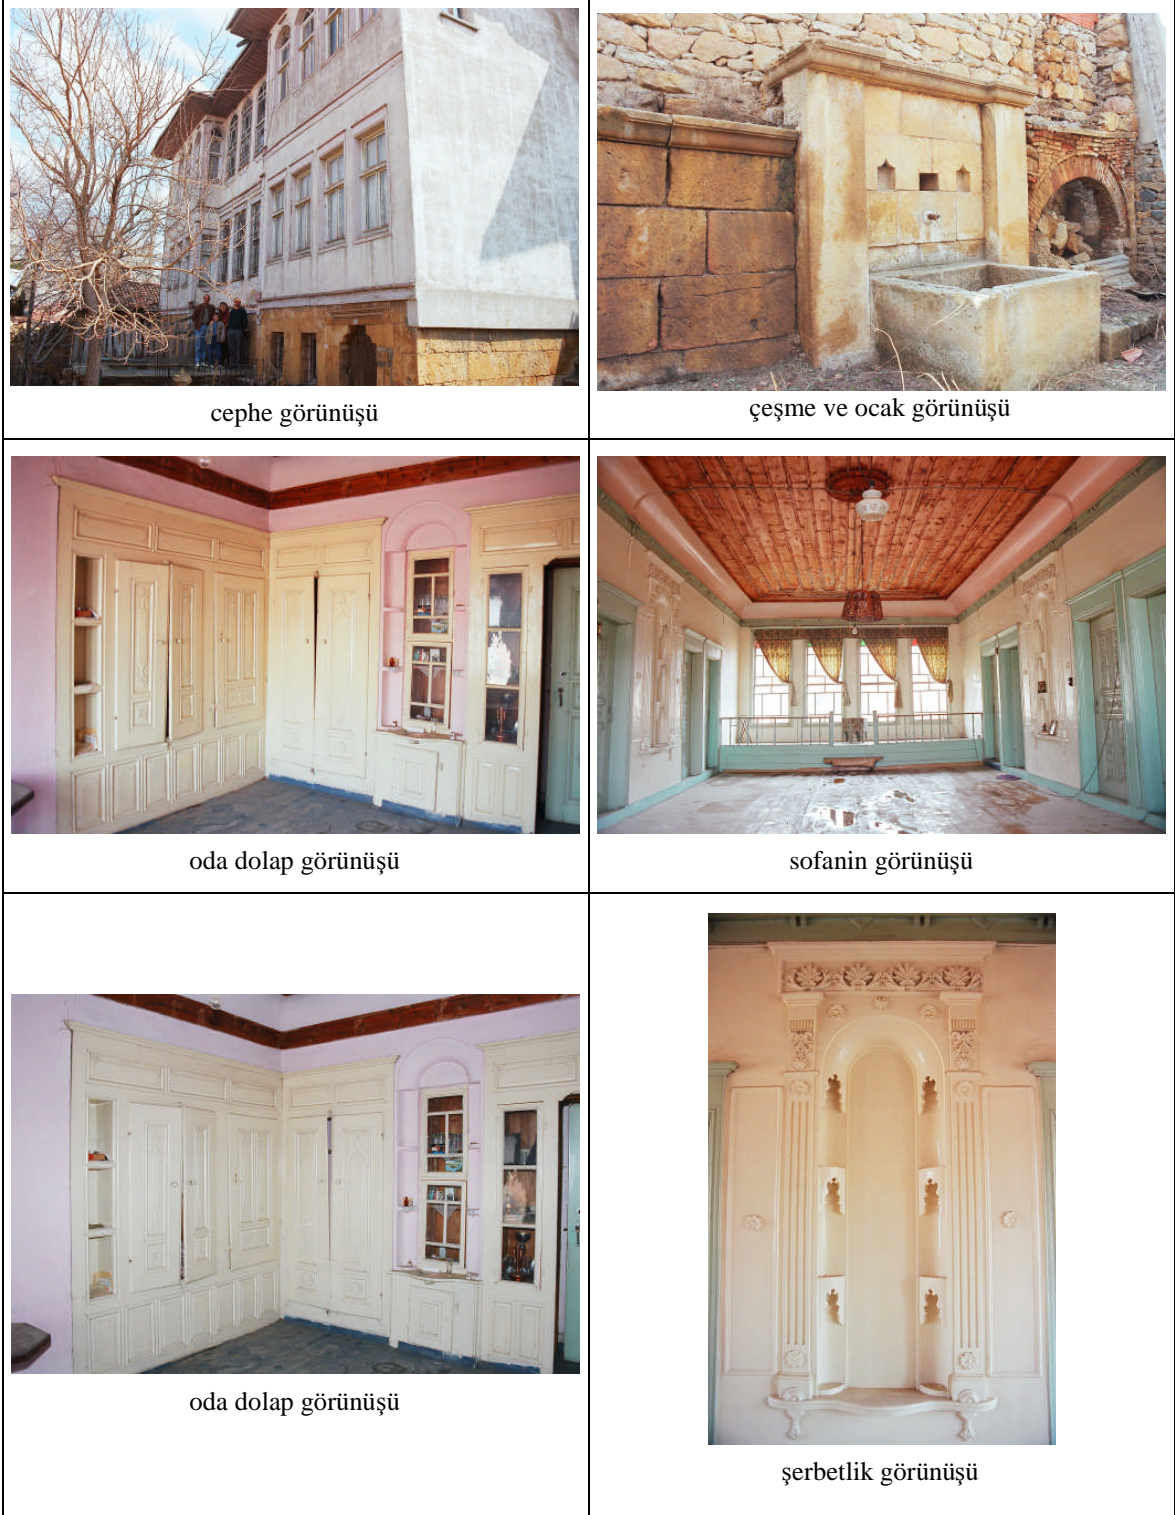 cephe görünüşü
çeşme ve ocak görünüşü
oda dolap görünüşü
sofanin görünüşü
oda dolap görünüşü
şerbetlik görünüşü